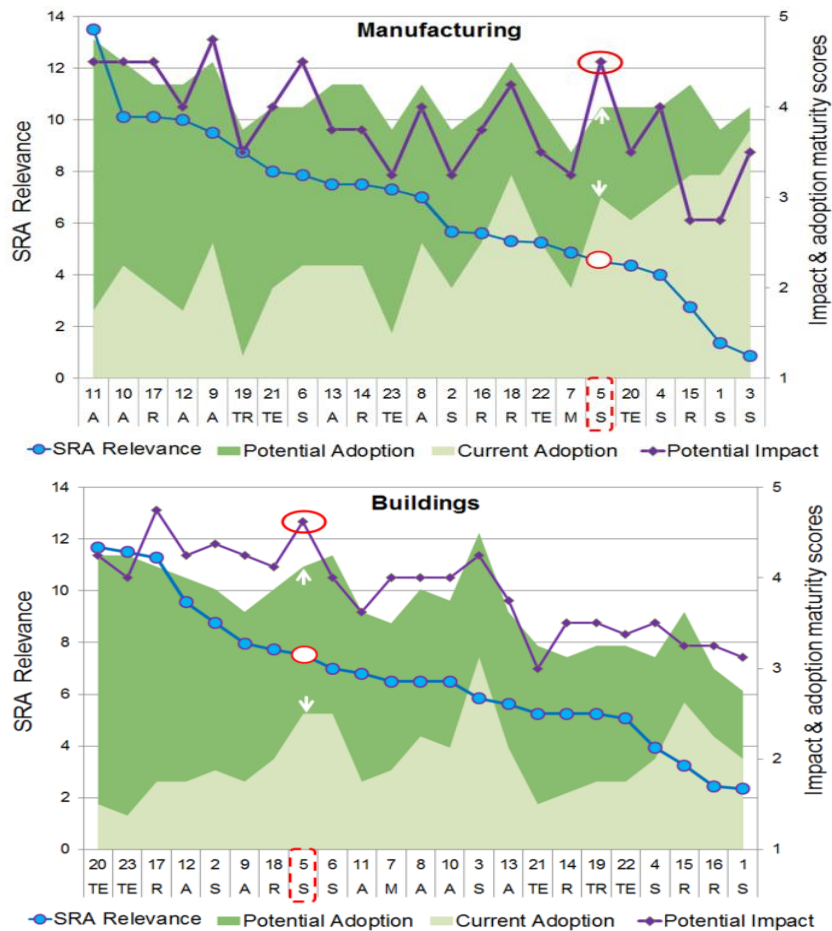 Manufacturing
14 5
12
10 4
8
6 3
4 2
2
0 1
SRA Relevance
Impact & adoption maturity scores
11 10 17 12 9 19 21 6 13 14 23 8 2 16 18 22 7 5 20 4 15 1 3
A A R A A TR TE S A R TE A S R R TE M S TE S R S S
SRA Relevance Potential Adoption Current Adoption Potential Impact
Buildings
14 5
12
10 4
8
6 3
4 2
2
0 1
SRA Relevance
Impact & adoption maturity scores
20 23 17 12 2 9 18 5 6 11 7 8 10 3 13 21 14 19 22 4 15 16 1
TE TE R A S A R S S A M A A S A TE R TR TE S R R S
SRA Relevance Potential Adoption Current Adoption Potential Impact